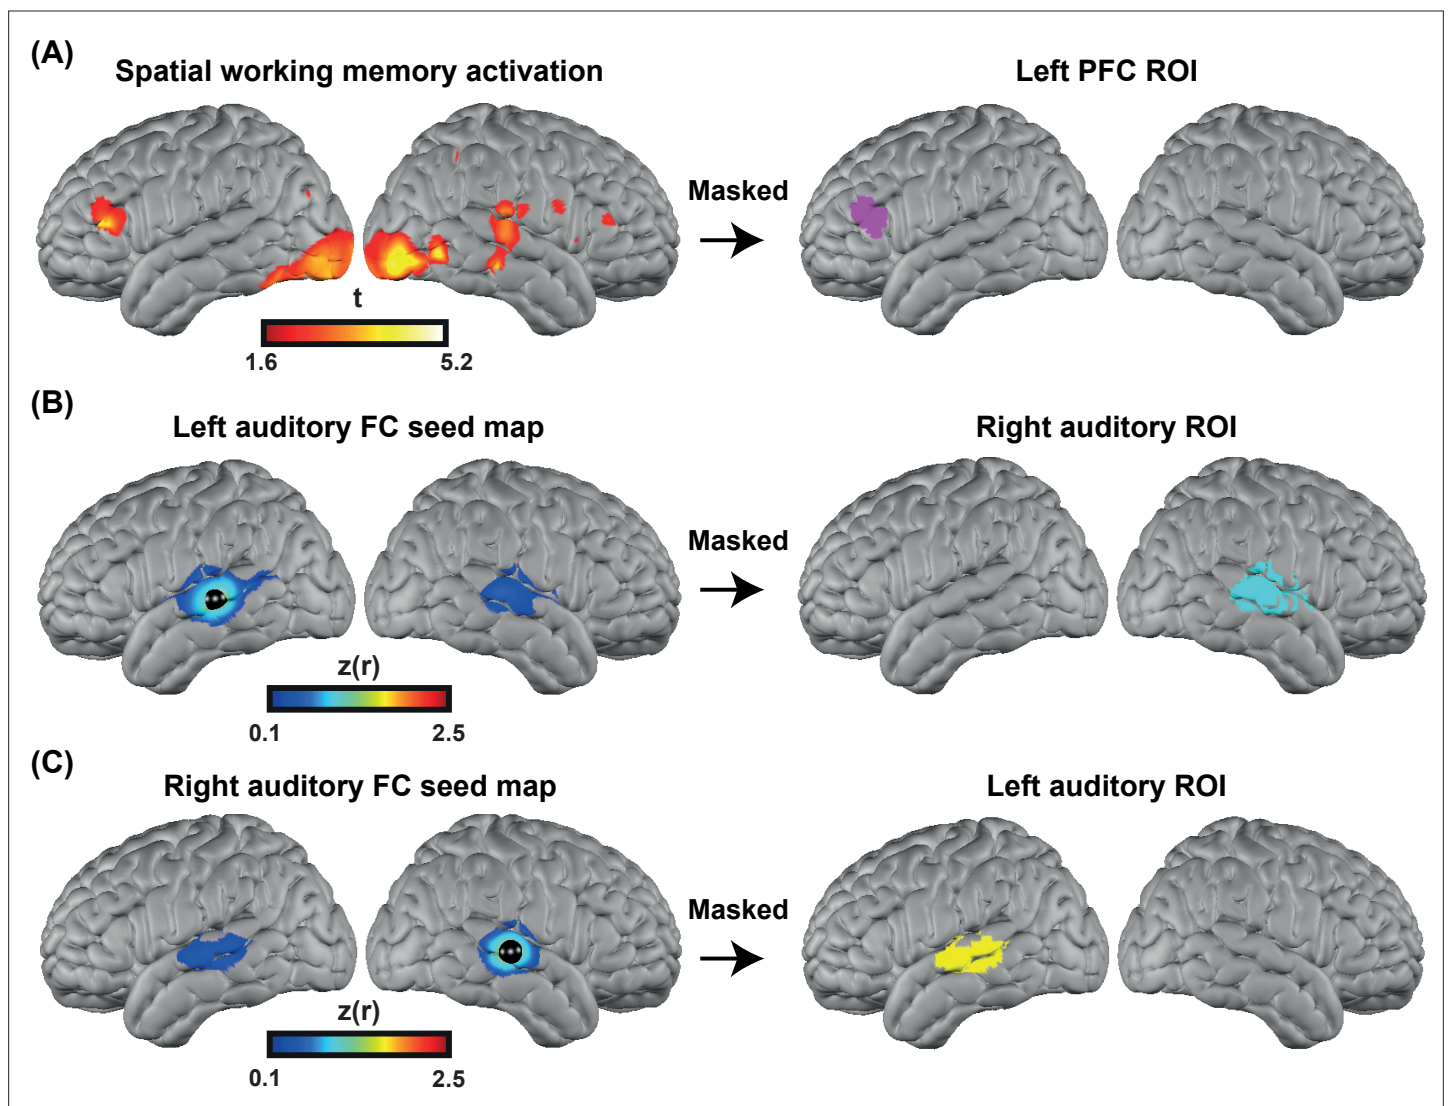 (A)
Spatial working memory activation
Left PFC ROI
Masked
t
1.6
5.2
(B)
Left auditory FC seed map
Right auditory ROI
Masked
z(r)
0.1
2.5
(C)
Right auditory FC seed map
Left auditory ROI
Masked
z(r)
0.1
2.5